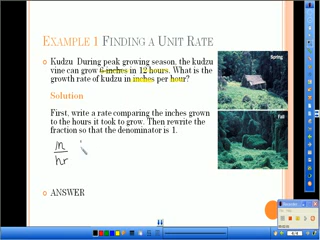 EXAMPLE 1 FINDING A UNIT RATE
Kudzu During peak growing season, the kudzu
vine can grow 6 inches in 12 hours. What is the
growth rate of kudzu in inches per hour?
Solution
First, write a rate comparing the inches grown
to the hours it took to grow. Then rewrite the
fraction so that the denominator is 1.
in
hr
ANSWER
Spring
Fall